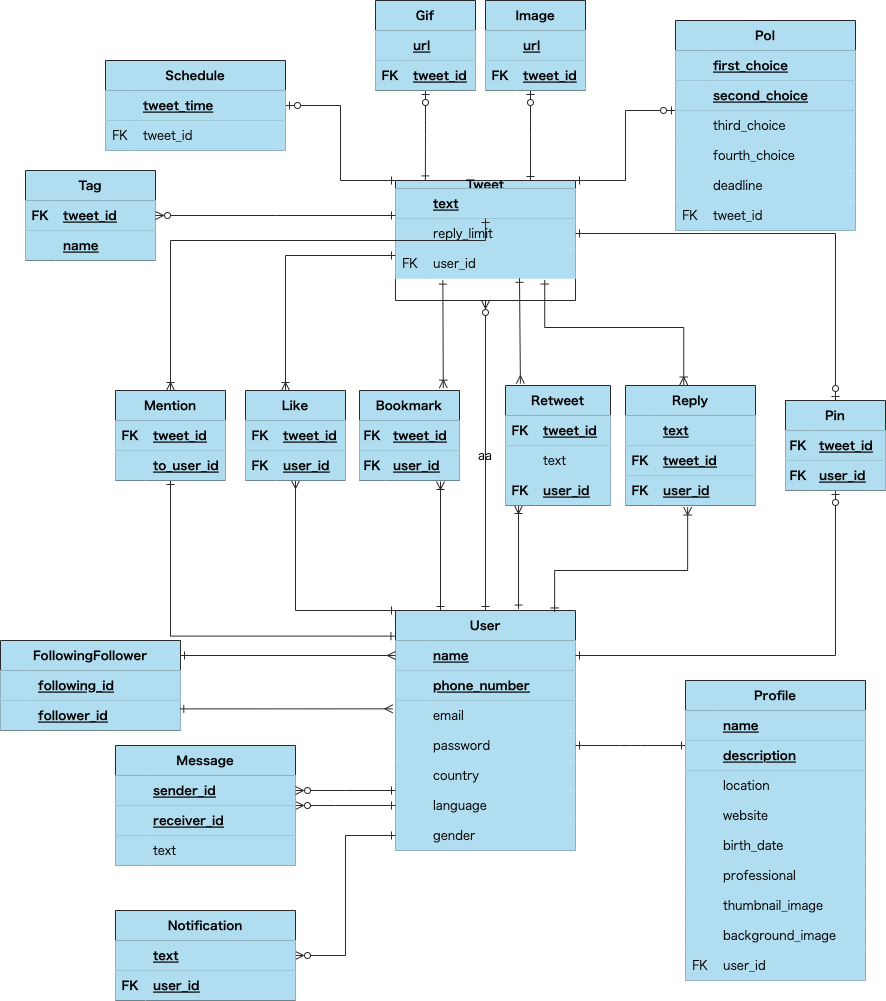 Gif
url
FK tweet_id
Image
url
FK tweet_id
Pol
first_choice
second_choice
third_choice
fourth_choice
deadline
FK tweet_id
Schedule
tweet_time
FK tweet_id
Tag
FK tweet_id
name
Tweet
text
reply_limit
FK user_id
Mention
FK tweet_id
to_user_id
Like
FK tweet_id
FK user_id
Bookmark
FK tweet_id
FK user_id
aa
Retweet
FK tweet_id
text
FK user_id
Reply
text
FK tweet_id
FK user_id
Pin
FK tweet_id
FK user_id
User
name
phone_number
email
password
country
language
gender
FollowingFollower
following_id
follower_id
Message
sender_id
receiver_id
text
Notification
text
FK user_id
Profile
name
description
location
website
birth_date
professional
thumbnail_image
background_image
FK user_id